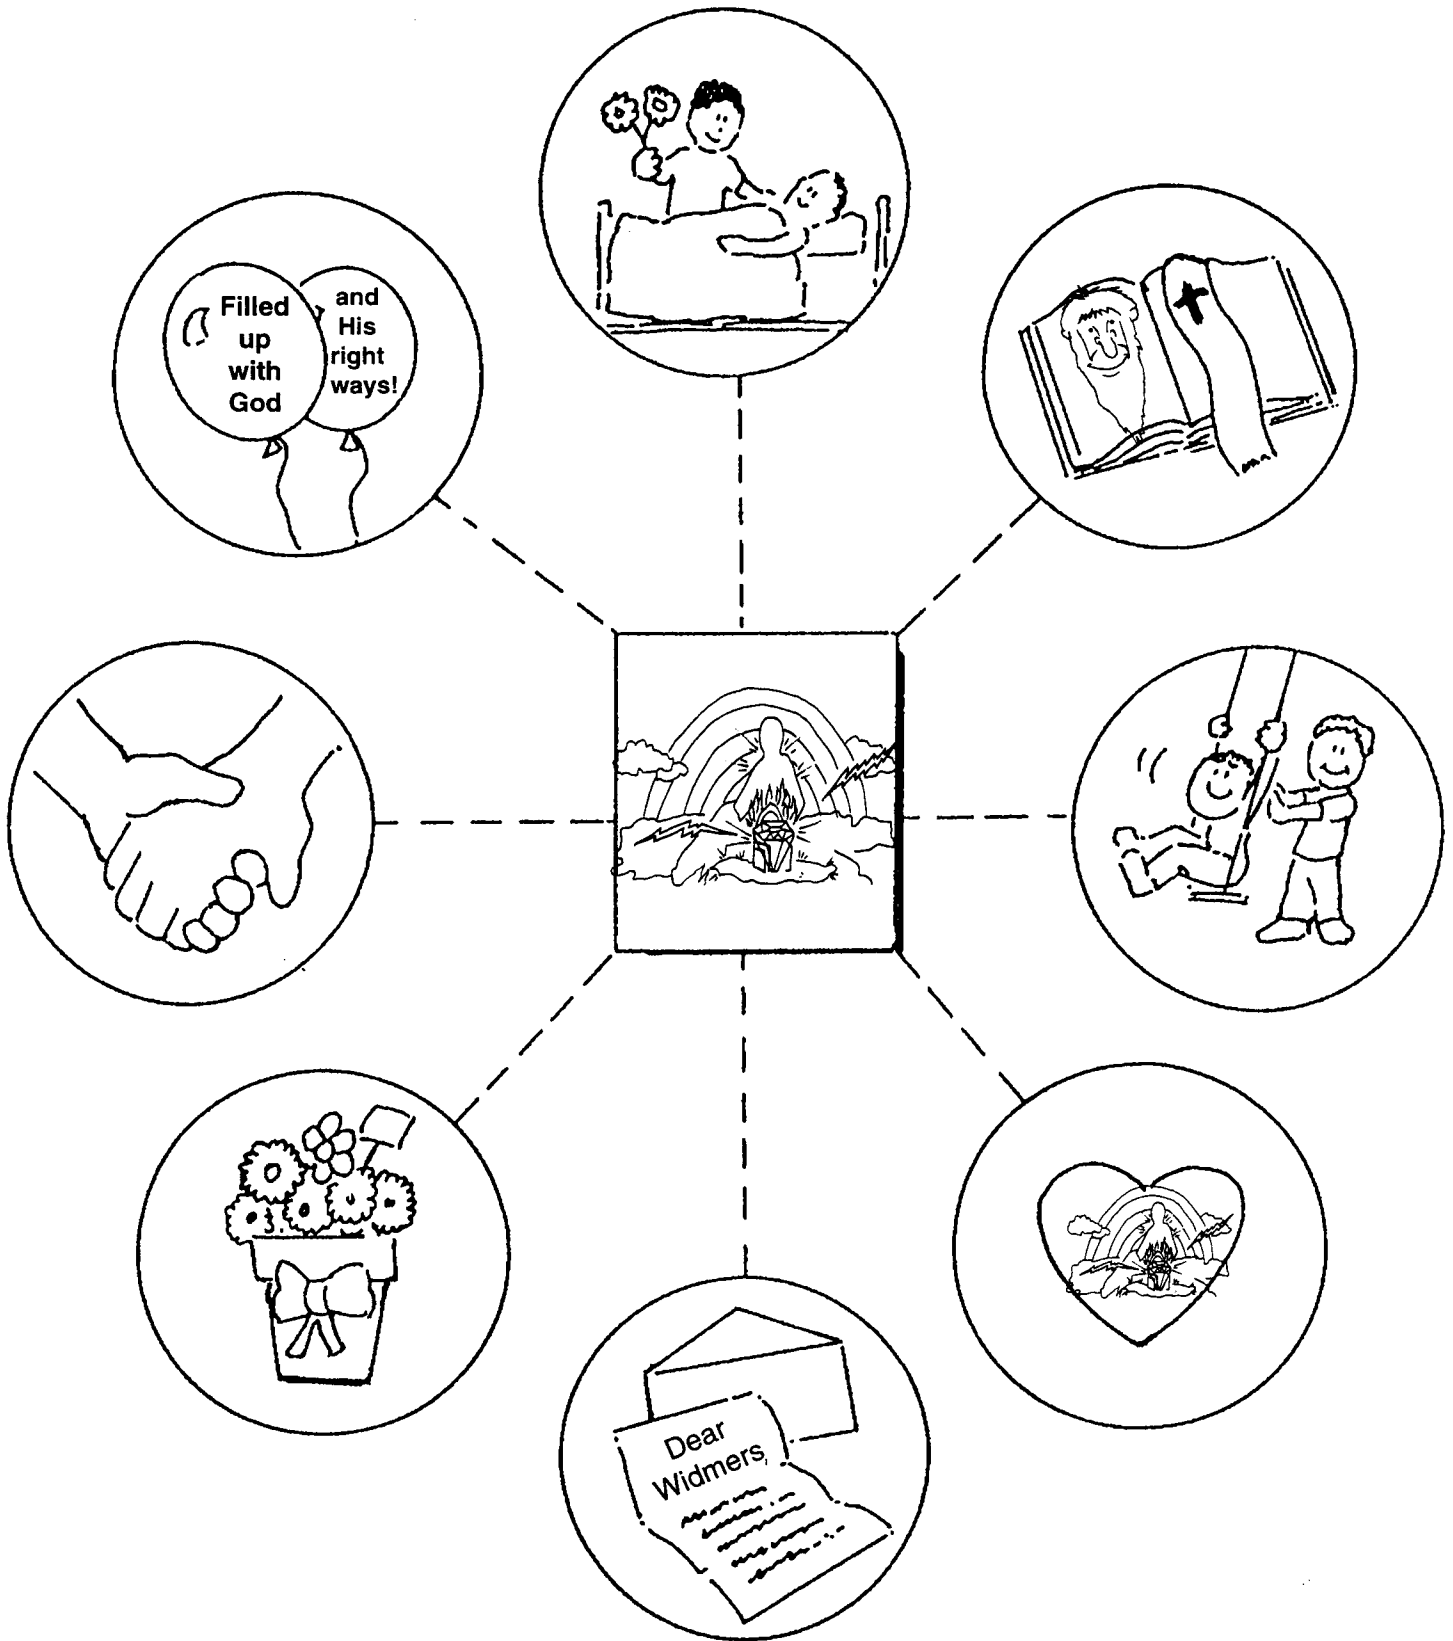 Filled
up
with
God
and
His
right
ways!
Dear
Widmers,